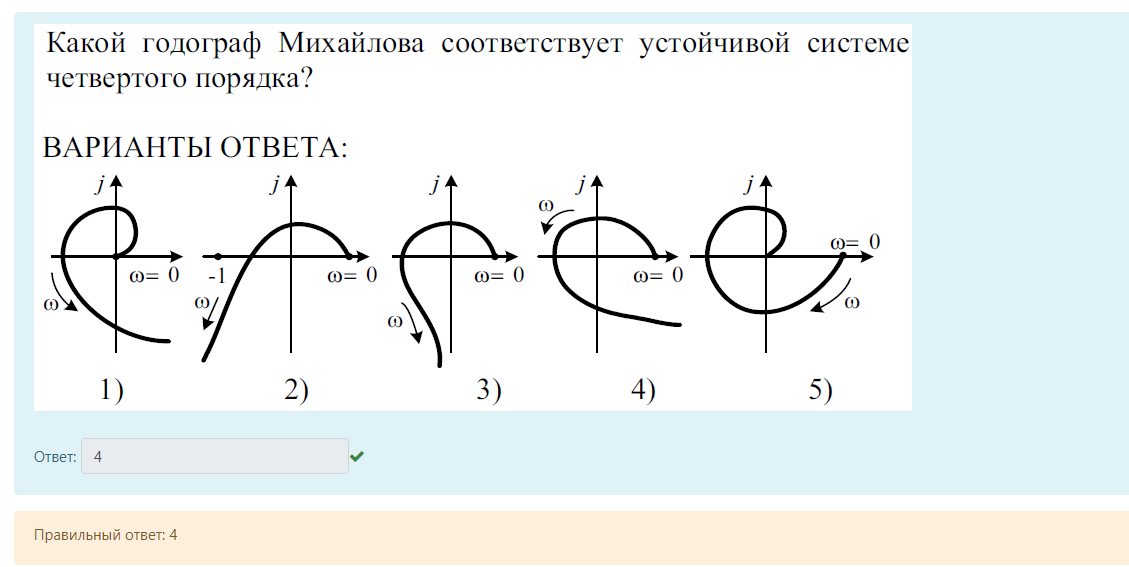 Какой годограф Михайлова соответствует устойчивой системе
четвертого порядка?
ВАРИАНТЫ ОТВЕТА:
j j j j j
ω ω= 0
ω= 0 -1 ω= 0 ω= 0 ω= 0
ω ω ω ω
1) 2) 3) 4) 5)
Ответ: 4
Правильный ответ: 4